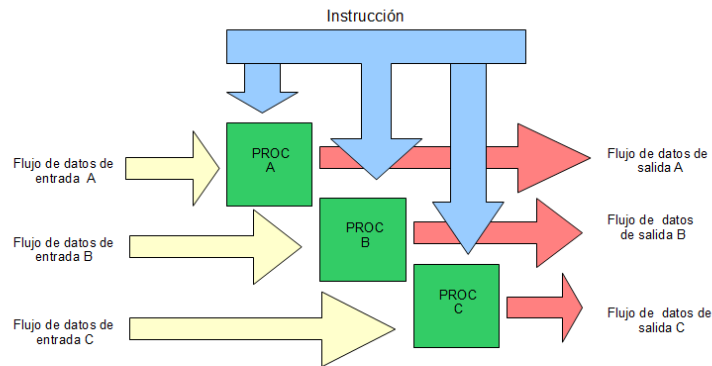 Instrucción
PROC
A
Flujo de datos de
entrada A
Flujo de datos de
salida A
PROC
B
Flujo de datos de
entrada B
Flujo de datos
de salida B
PROC
C
Flujo de datos de
entrada C
Flujo de datos de
salida C